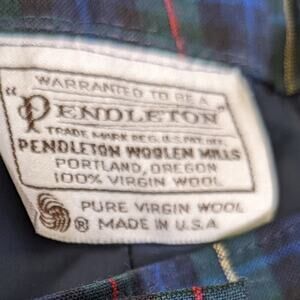 WARRANTED TO BE A
"PENDLETON"
TRADE MARK REG. U.S. PAT. OFF.
PENDLETON WOOLEN MILLS
PORTLAND, OREGON
100% VIRGIN WOOL
PURE VIRGIN WOOL
® MADE IN U.S.A.